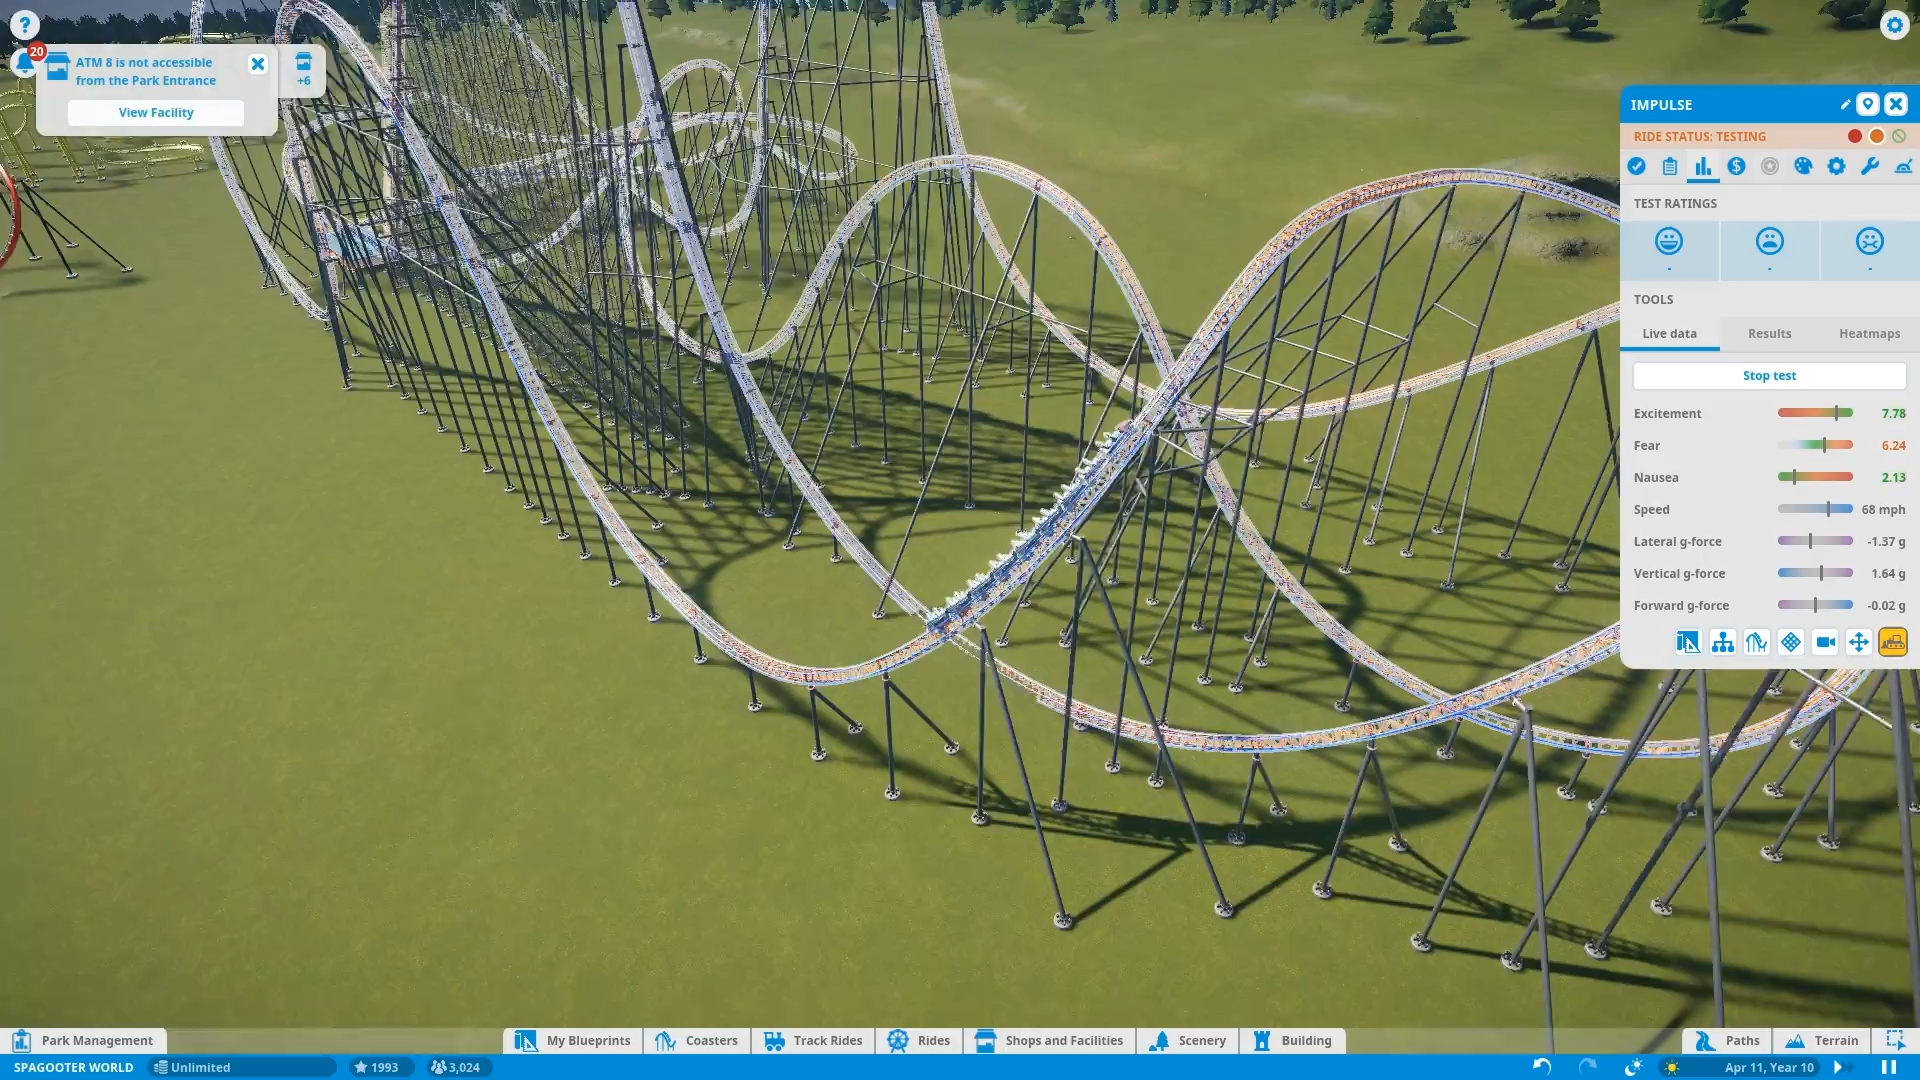 ?
20
ATM 8 is not accessible
from the Park Entrance
+6
View Facility
IMPULSE
RIDE STATUS: TESTING
TEST RATINGS
- - -
TOOLS
Live data Results Heatmaps
Stop test
Excitement 7.78
Fear 6.24
Nausea 2.13
Speed 68 mph
Lateral g-force -1.37 g
Vertical g-force 1.64 g
Forward g-force -0.02 g
Park Management My Blueprints Coasters Track Rides Rides Shops and Facilities Scenery Building Paths Terrain
SPAGOOTER WORLD Unlimited 1993 3,024 Apr 11, Year 10